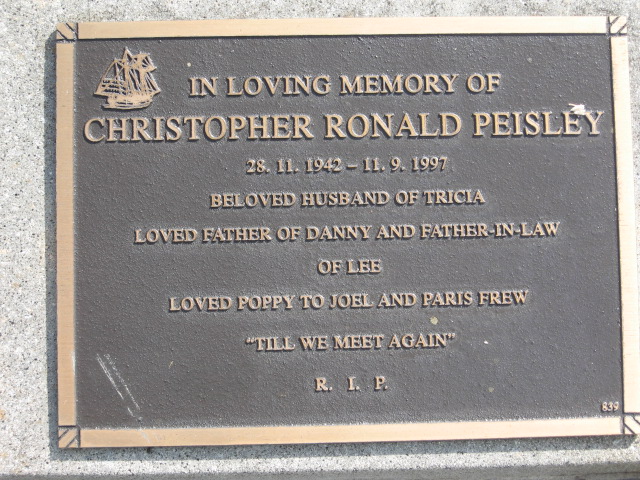 IN LOVING MEMORY OF
CHRISTOPHER RONALD PEISLEY
28. 11. 1942 – 11. 9. 1997
BELOVED HUSBAND OF TRICIA
LOVED FATHER OF DANNY AND FATHER-IN-LAW
OF LEE
LOVED POPPY TO JOEL AND PARIS FREW
“TILL WE MEET AGAIN”
R. I. P.
839